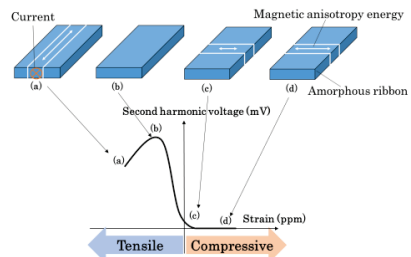 Current
Magnetic anisotropy energy
(a)
(b)
(c)
(d)
Amorphous ribbon
Second harmonic voltage (mV)
(b)
(a)
(c)
(d)
Strain (ppm)
Tensile
Compressive